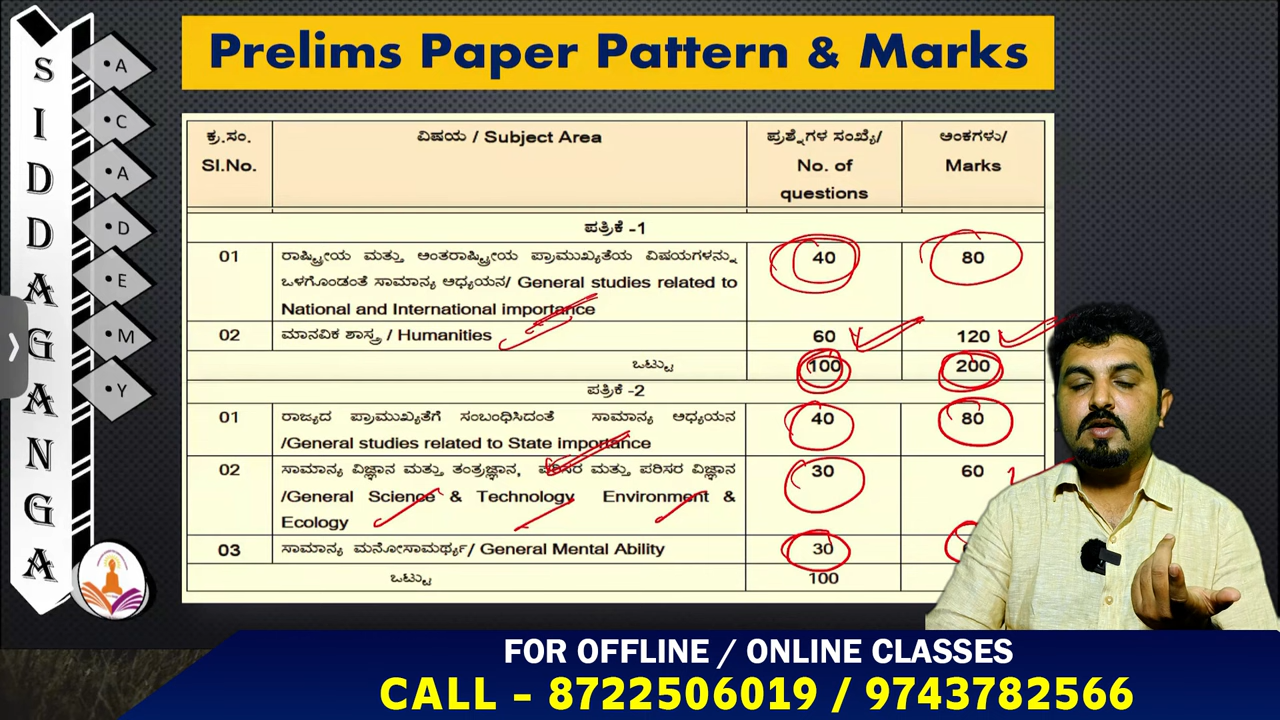 Prelims Paper Pattern & Marks
SIDDAGANGA
• A
• C
• A
• D
• E
• M
• Y
ಕ್ರ.ಸಂ. ವಿಷಯ / Subject Area ಪ್ರಶ್ನೆಗಳ ಸಂಖ್ಯೆ/ ಅಂಕಗಳು/
Sl.No. No. of Marks
questions
ಪತ್ರಿಕೆ -1
01 ರಾಷ್ಟ್ರೀಯ ಮತ್ತು ಅಂತರಾಷ್ಟ್ರೀಯ ಪ್ರಾಮುಖ್ಯತೆಯ ವಿಷಯಗಳನ್ನು 40 80
ಒಳಗೊಂಡಂತೆ ಸಾಮಾನ್ಯ ಅಧ್ಯಯನ/ General studies related to
National and International importance
02 ಮಾನವಿಕ ಶಾಸ್ತ್ರ / Humanities 60 120
ಒಟ್ಟು 100 200
ಪತ್ರಿಕೆ -2
01 ರಾಜ್ಯದ ಪ್ರಾಮುಖ್ಯತೆಗೆ ಸಂಬಂಧಿಸಿದಂತೆ ಸಾಮಾನ್ಯ ಅಧ್ಯಯನ 40 80
/General studies related to State importance
02 ಸಾಮಾನ್ಯ ವಿಜ್ಞಾನ ಮತ್ತು ತಂತ್ರಜ್ಞಾನ, ಪರಿಸರ ಮತ್ತು ಪರಿಸರ ವಿಜ್ಞಾನ 30 60
/General Science & Technology Environment &
Ecology
03 ಸಾಮಾನ್ಯ ಮನೋಸಾಮರ್ಥ್ಯ/ General Mental Ability 30
ಒಟ್ಟು 100
FOR OFFLINE / ONLINE CLASSES
CALL - 8722506019 / 9743782566